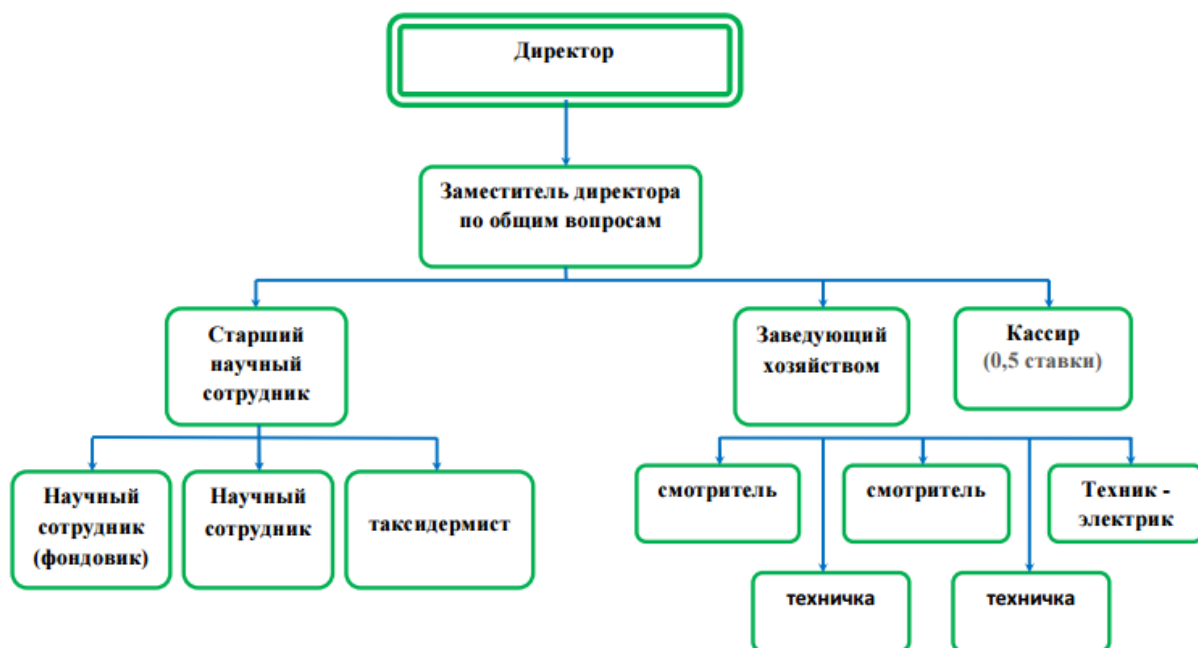 Директор
Заместитель директора
по общим вопросам
Старший
научный
сотрудник
Заведующий
хозяйством
Кассир
(0,5 ставки)
Научный
сотрудник
(фондовик)
Научный
сотрудник
таксидермист
смотритель
смотритель
Техник -
электрик
техничка
техничка